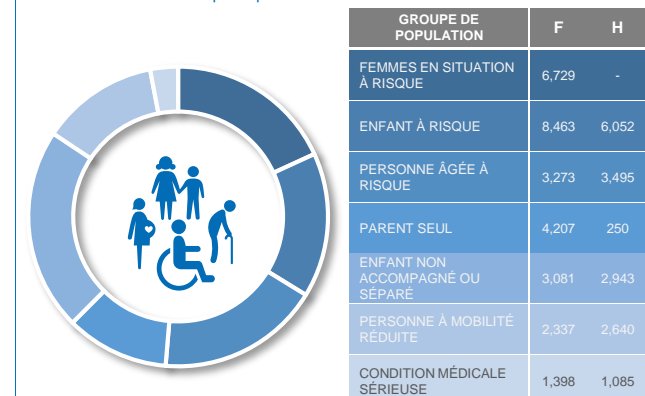 GROUPE DE
POPULATION
F
H
FEMMES EN SITUATION
À RISQUE
6,729
-
ENFANT À RISQUE
8,463
6,052
PERSONNE ÂGÉE À
RISQUE
3,273
3,495
PARENT SEUL
4,207
250
ENFANT NON
ACCOMPAGNÉ OU
SÉPARÉ
3,081
2,943
PERSONNE À MOBILITÉ
RÉDUITE
2,337
2,640
CONDITION MÉDICALE
SÉRIEUSE
1,398
1,085